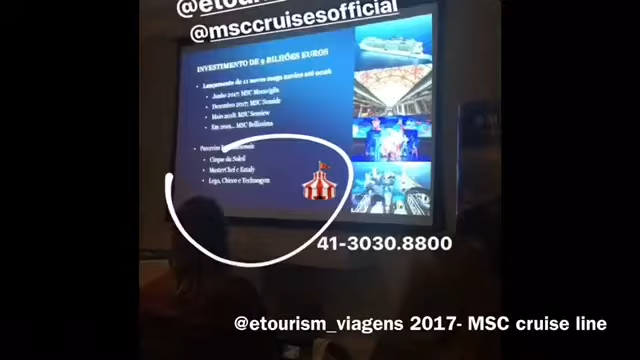 @etouris
@msccruisesofficial
INVESTIMENTO DE 9 BILHÕES EUROS
Lançamento de 11 novos mega navios até 2026
Junho 2017: MSC Meraviglia
Dezembro 2017: MSC Seaside
Maio 2018: MSC Seaview
Em 2019... MSC Bellissima
Parcerias
Cirque du Soleil
MasterChef e Eataly
Lego, Chicco e Technogym
41-3030.8800
@etourism_viagens 2017- MSC cruise line